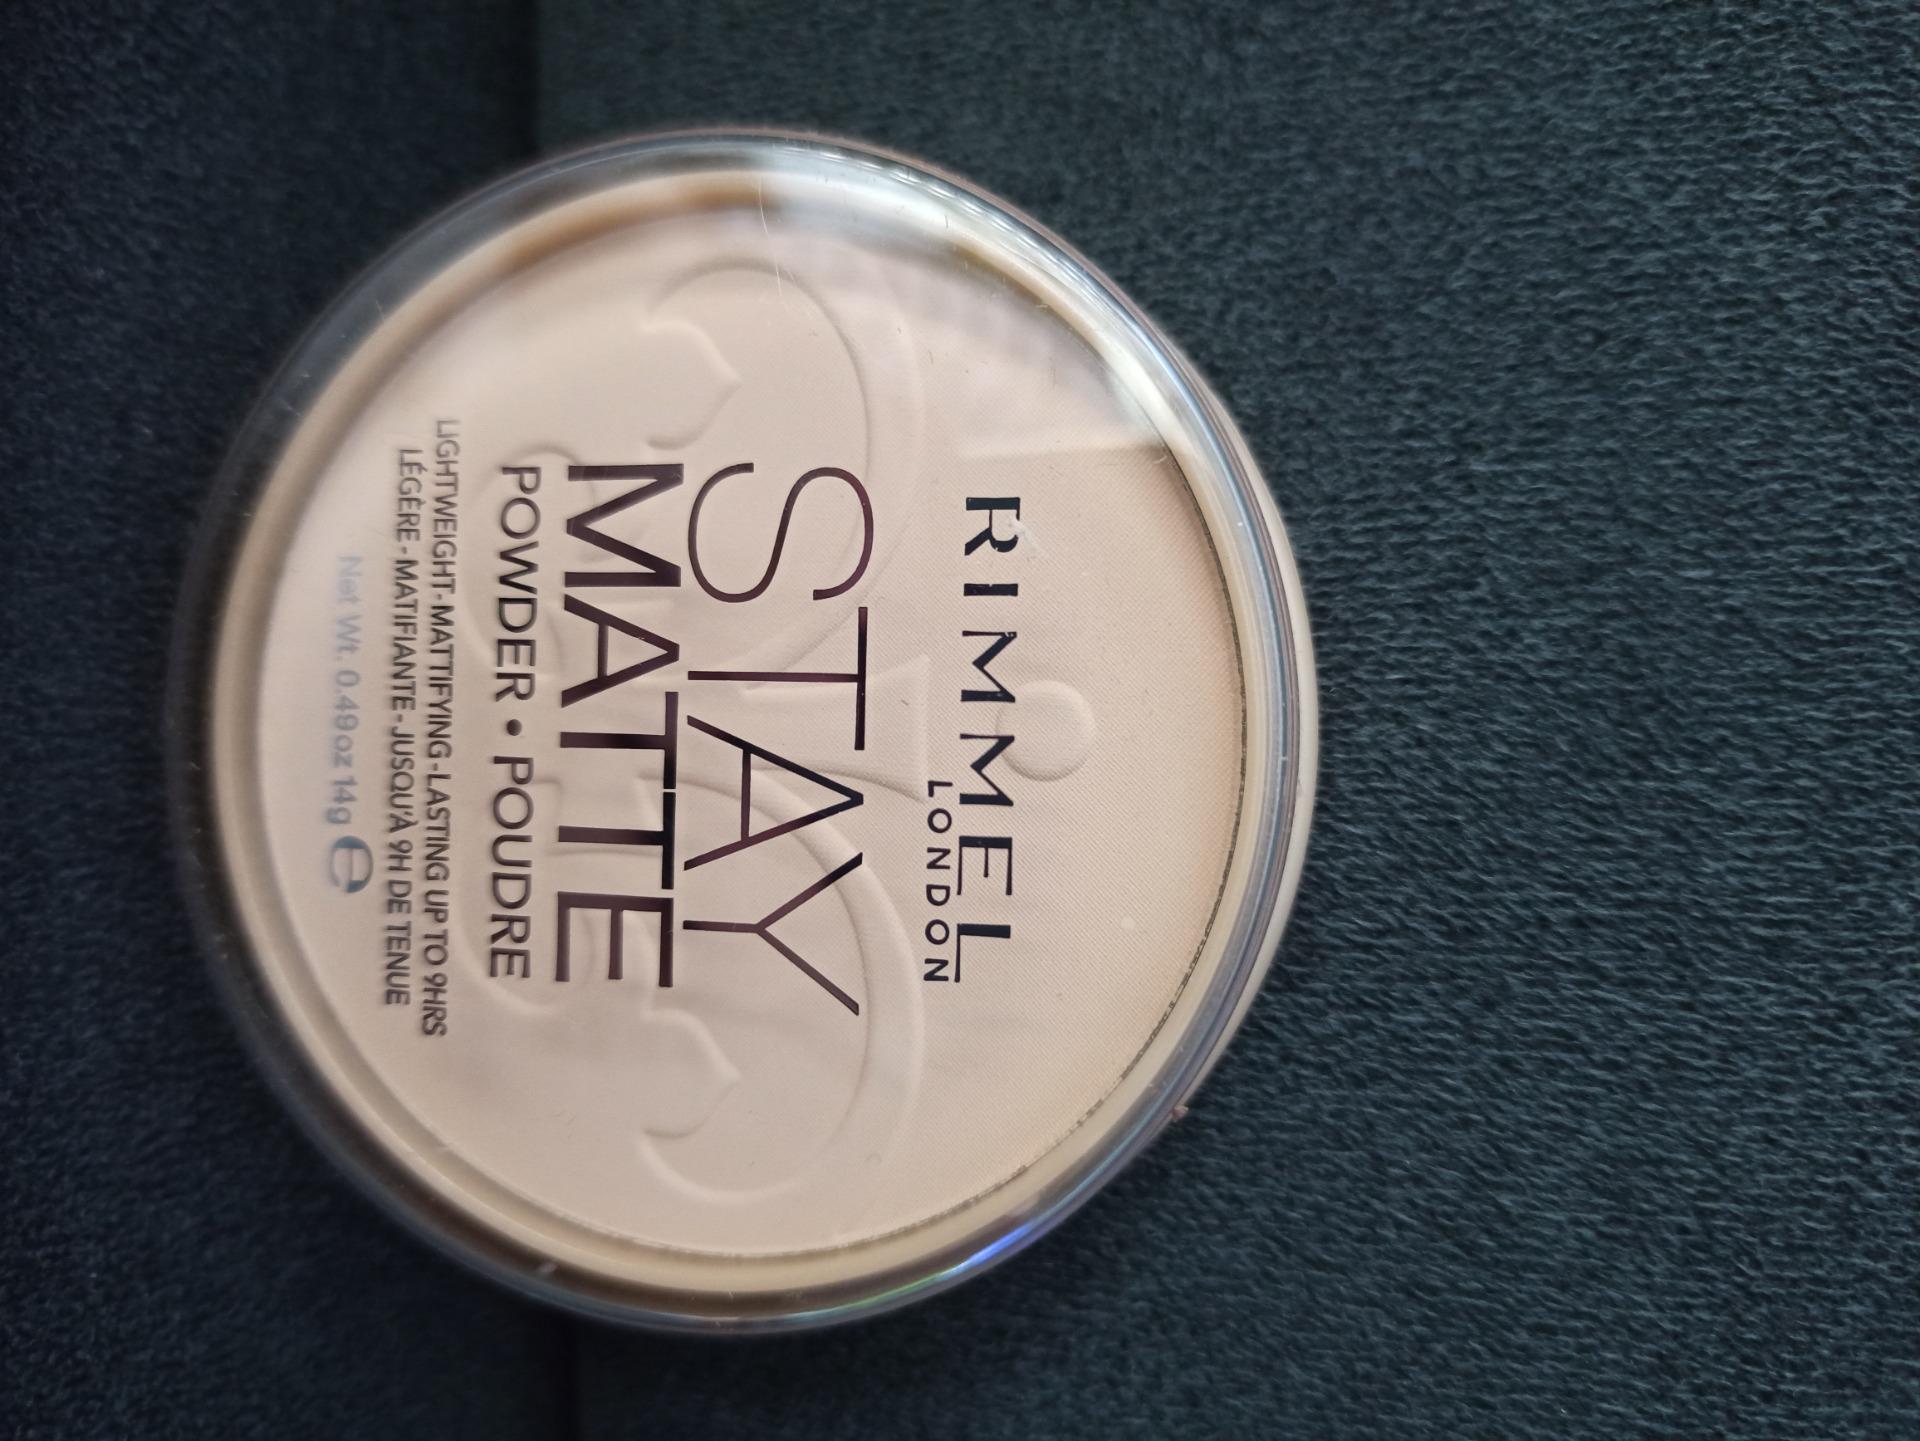 RIMMEL
LONDON
STAY
MATTE
POWDER • POUDRE
LIGHTWEIGHT-MATTIFYING-LASTING UP TO 9HRS
LÉGÈRE-MATIFIANTE-JUSQU'À 9H DE TENUE
Net Wt. 0.49oz 14g ℮